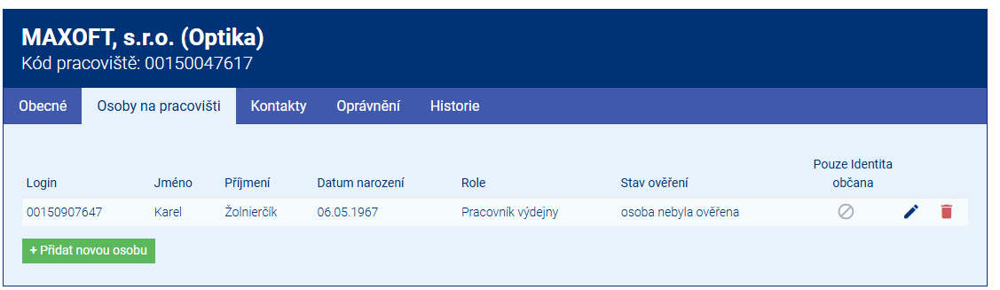 MAXOFT, s.r.o. (Optika)
Kód pracoviště: 00150047617
Obecné Osoby na pracovišti Kontakty Oprávnění Historie
Login Jméno Příjmení Datum narození Role Stav ověření Pouze Identita občana
00150907647 Karel Žolnierčík 06.05.1967 Pracovník výdejny osoba nebyla ověřena
+ Přidat novou osobu